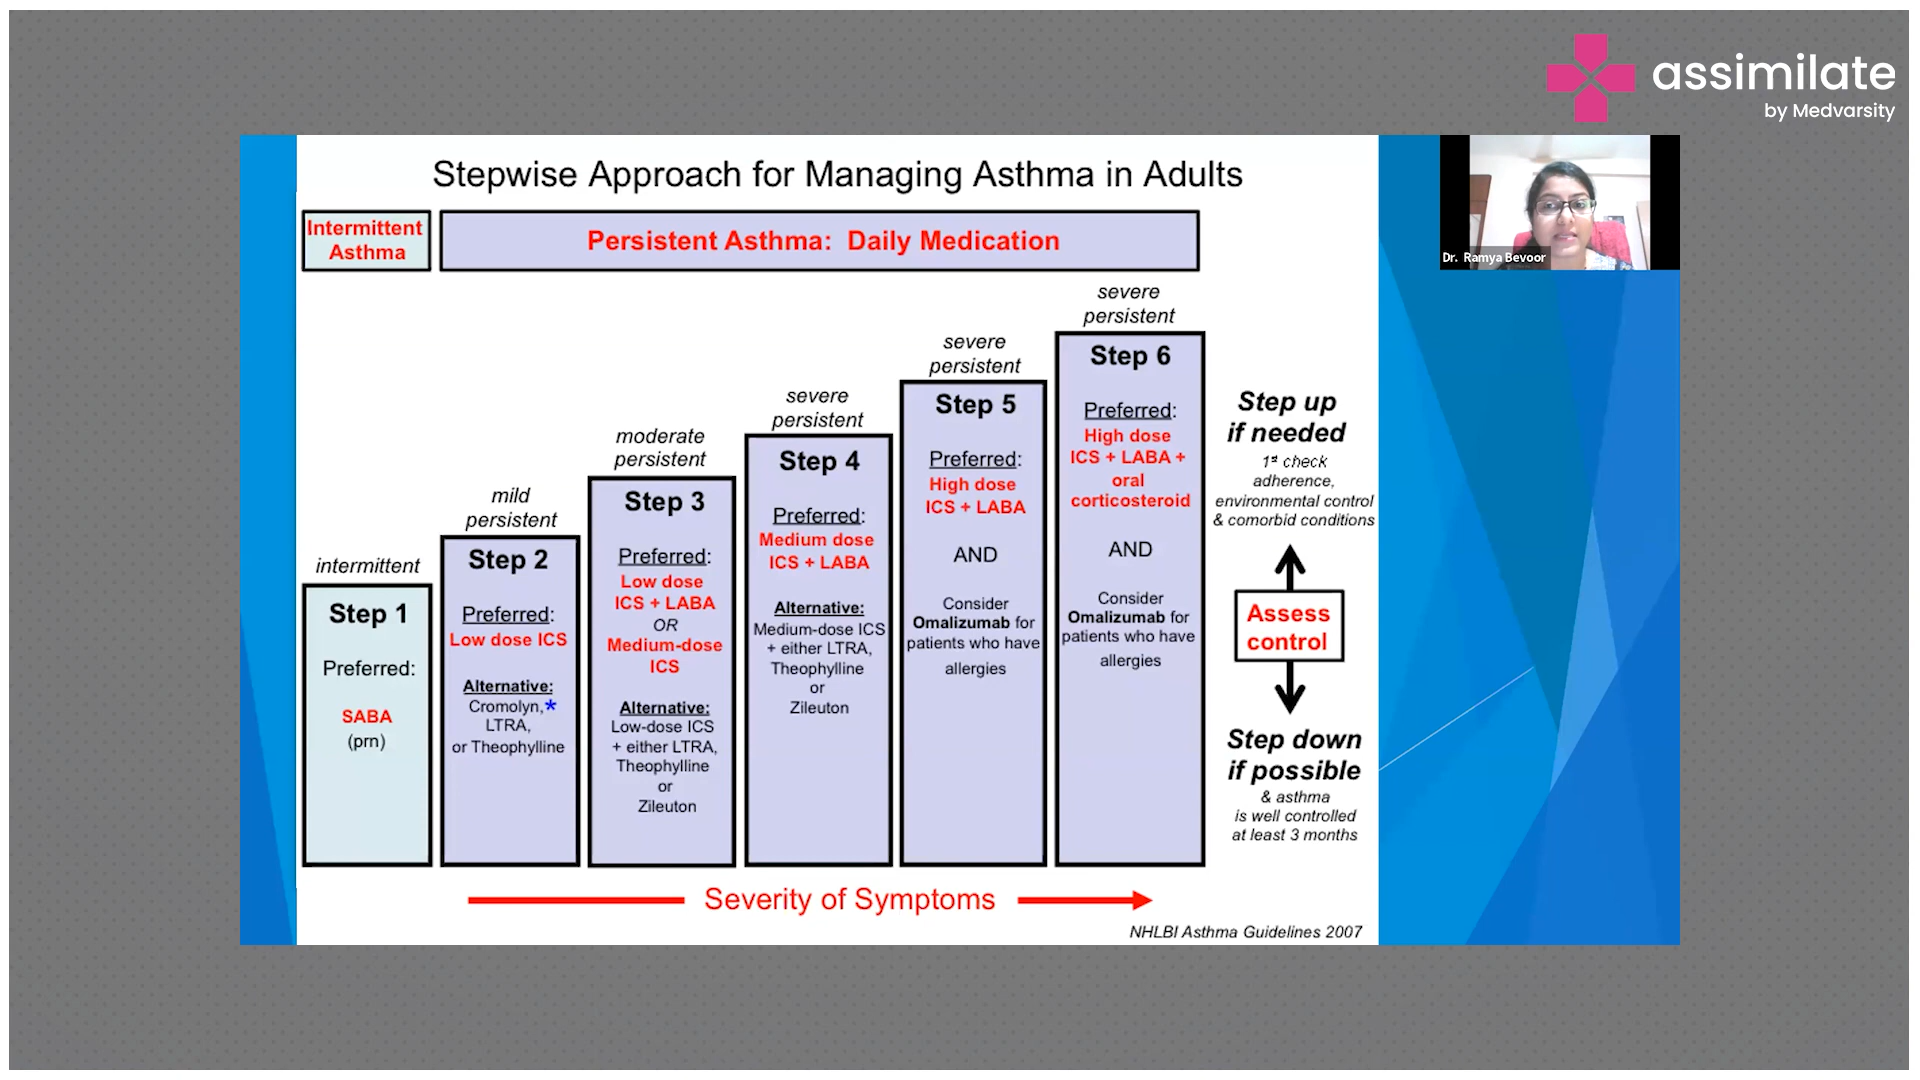 assimilate
by Medvarsity
Dr. Ramya Bevoor
Stepwise Approach for Managing Asthma in Adults
Intermittent
Asthma
Persistent Asthma: Daily Medication
intermittent
Step 1
Preferred:
SABA
(prn)
mild
persistent
Step 2
Preferred:
Low dose ICS
Alternative:
Cromolyn,*
LTRA,
or Theophylline
moderate
persistent
Step 3
Preferred:
Low dose
ICS + LABA
OR
Medium-dose
ICS
Alternative:
Low-dose ICS
+ either LTRA,
Theophylline
or
Zileuton
severe
persistent
Step 4
Preferred:
Medium dose
ICS + LABA
Alternative:
Medium-dose ICS
+ either LTRA,
Theophylline
or
Zileuton
severe
persistent
Step 5
Preferred:
High dose
ICS + LABA
AND
Consider
Omalizumab for
patients who have
allergies
severe
persistent
Step 6
Preferred:
High dose
ICS + LABA +
oral
corticosteroid
AND
Consider
Omalizumab for
patients who have
allergies
Step up
if needed
1st check
adherence,
environmental control
& comorbid conditions
Assess
control
Step down
if possible
& asthma
is well controlled
at least 3 months
Severity of Symptoms
NHLBI Asthma Guidelines 2007